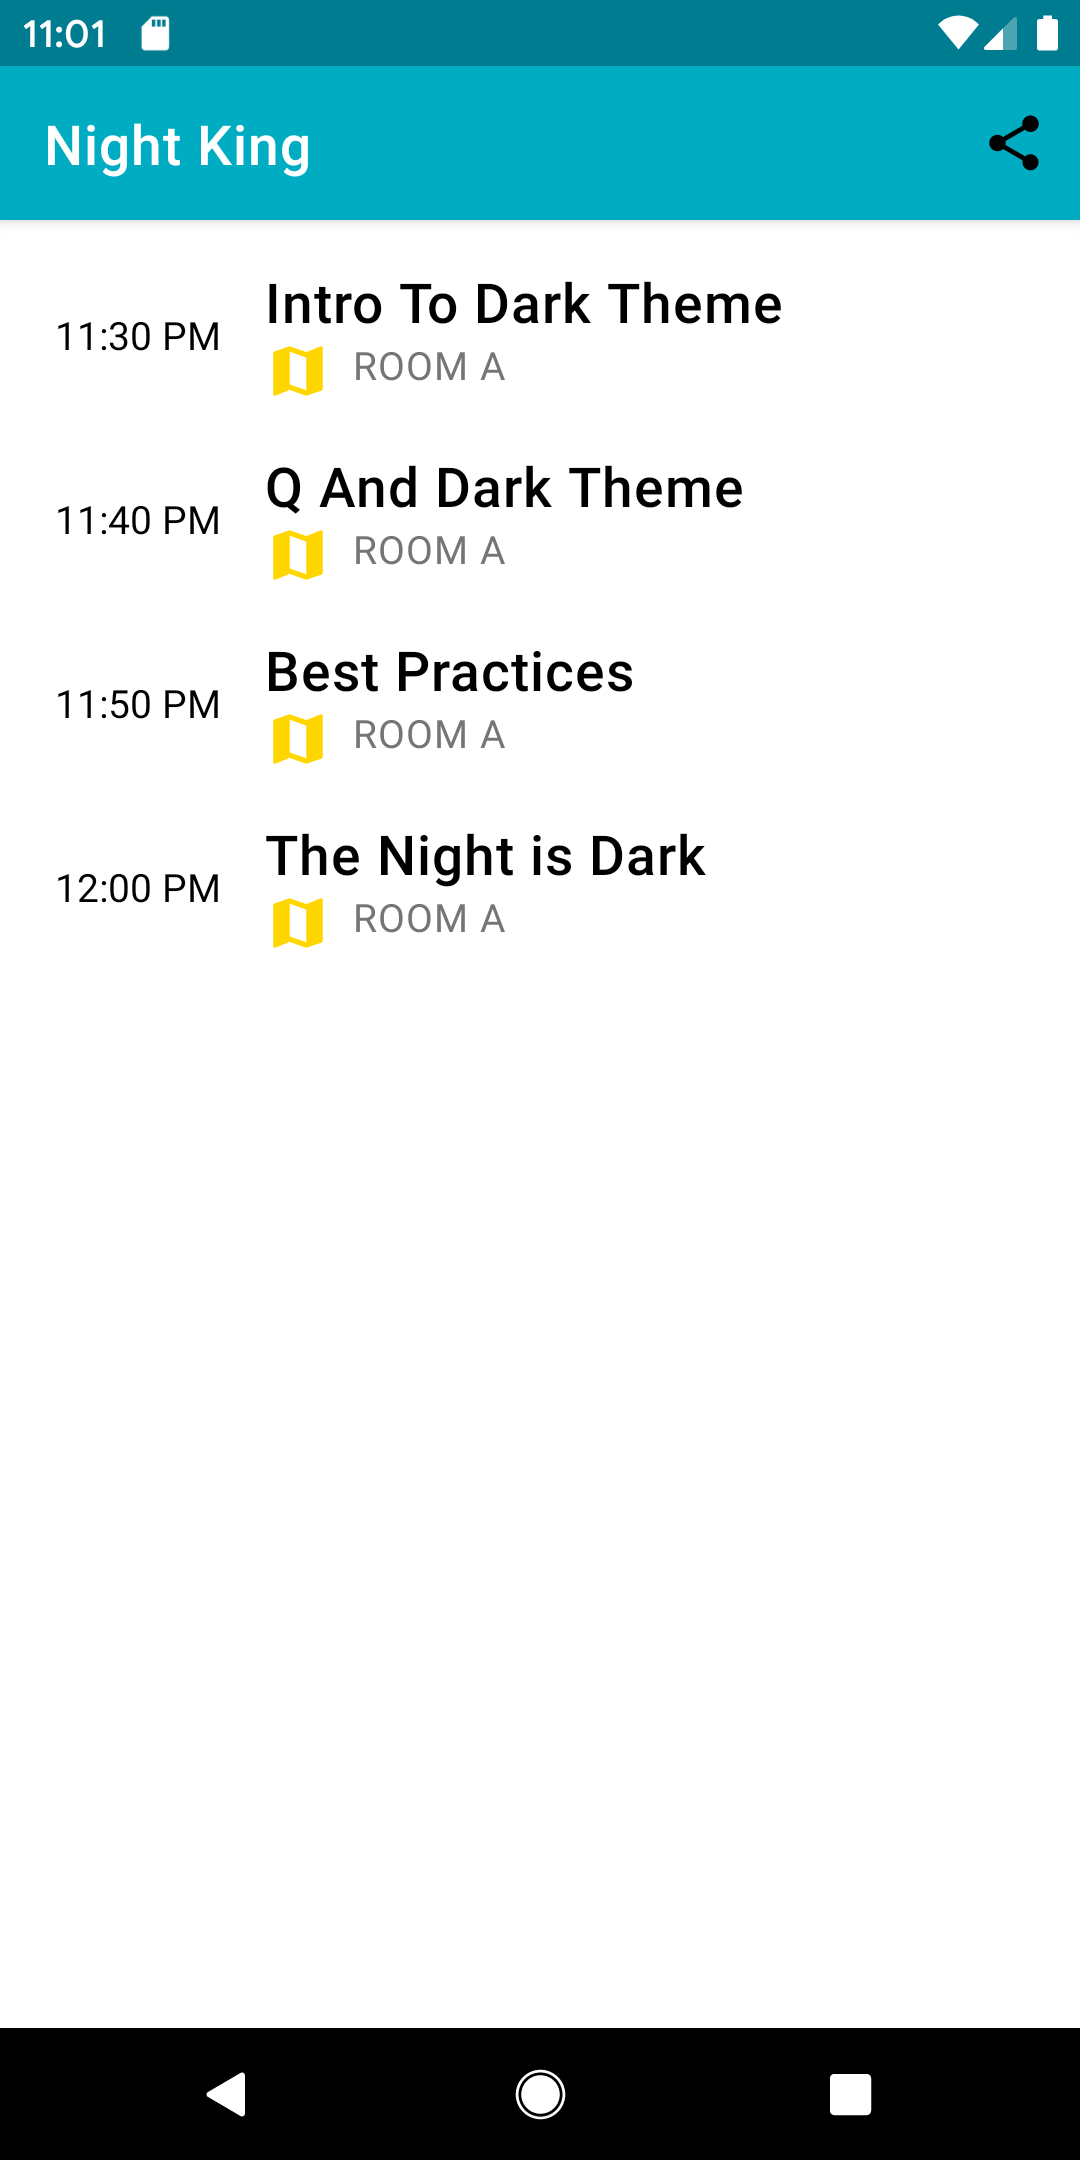 11:01
Night King
Intro To Dark Theme
11:30 PM
ROOM A
Q And Dark Theme
11:40 PM
ROOM A
Best Practices
11:50 PM
ROOM A
The Night is Dark
12:00 PM
ROOM A